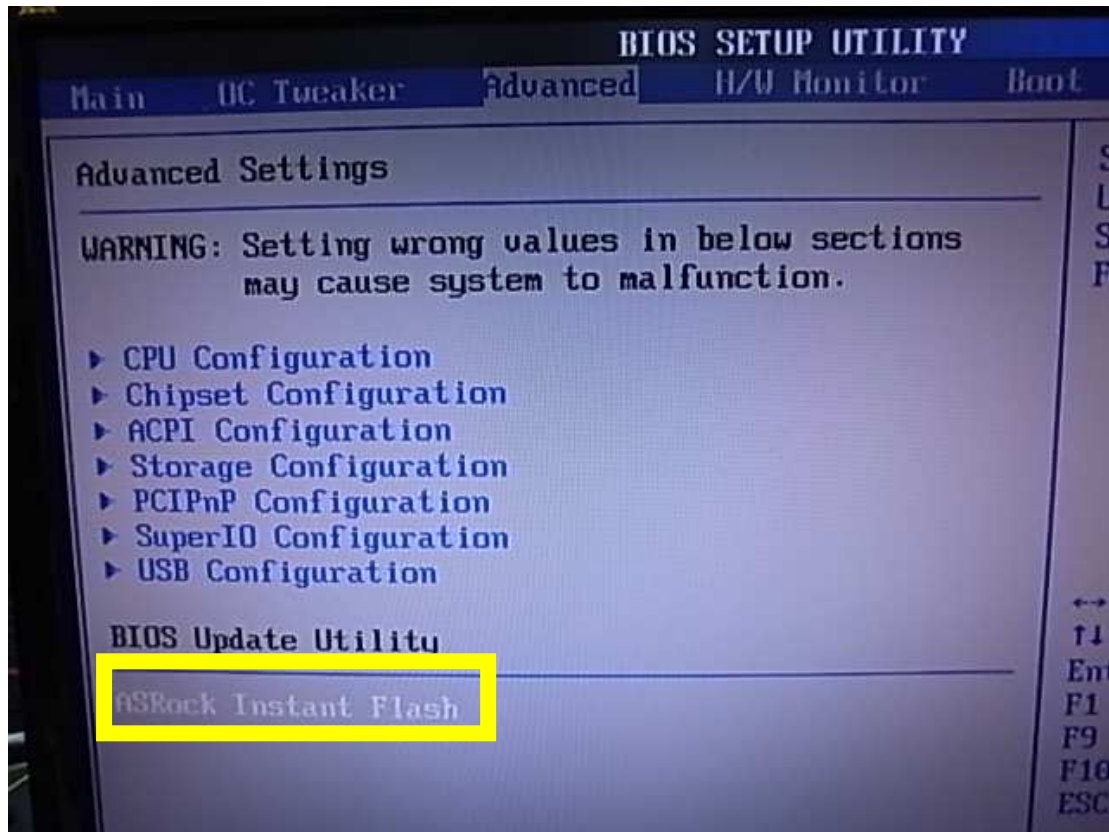 BIOS SETUP UTILITY
Main OC Tweaker Advanced H/W Monitor Boot
Advanced Settings
WARNING: Setting wrong values in below sections
may cause system to malfunction.
CPU Configuration
Chipset Configuration
ACPI Configuration
Storage Configuration
PCIPnP Configuration
SuperIO Configuration
USB Configuration
BIOS Update Utility
ASRock Instant Flash
F1
F9
F10
ESC